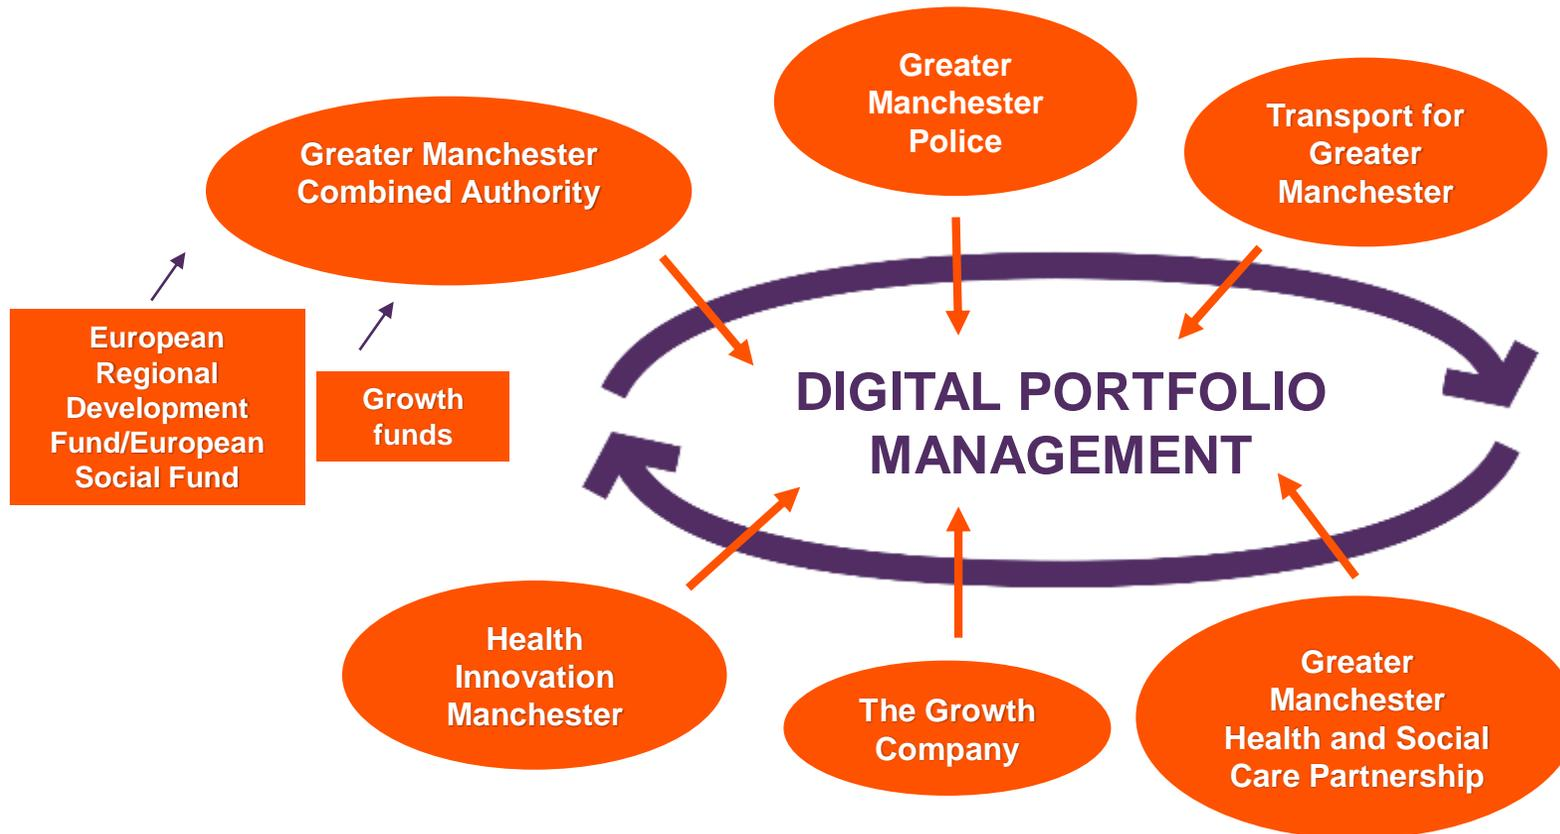 Greater
Manchester
Police
Transport for
Greater
Manchester
Greater Manchester
Combined Authority
European
Regional
Development
Fund/European
Social Fund
Growth
funds
DIGITAL PORTFOLIO
MANAGEMENT
Health
Innovation
Manchester
The Growth
Company
Greater
Manchester
Health and Social
Care Partnership